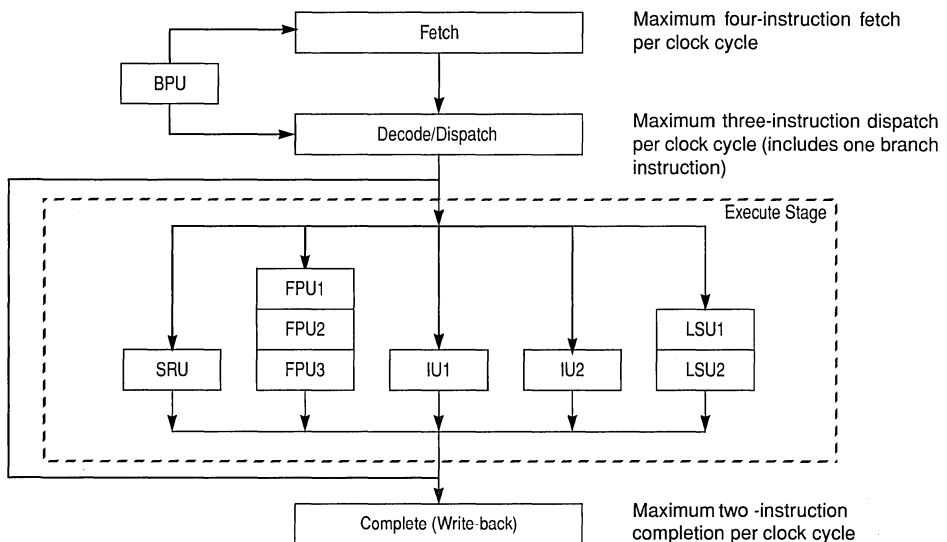 Fetch
Maximum four-instruction fetch
per clock cycle
BPU
Decode/Dispatch
Maximum three-instruction dispatch
per clock cycle (includes one branch
instruction)
Execute Stage
FPU1
FPU2
FPU3
LSU1
LSU2
SRU
IU1
IU2
Complete (Write-back)
Maximum two -instruction
completion per clock cycle